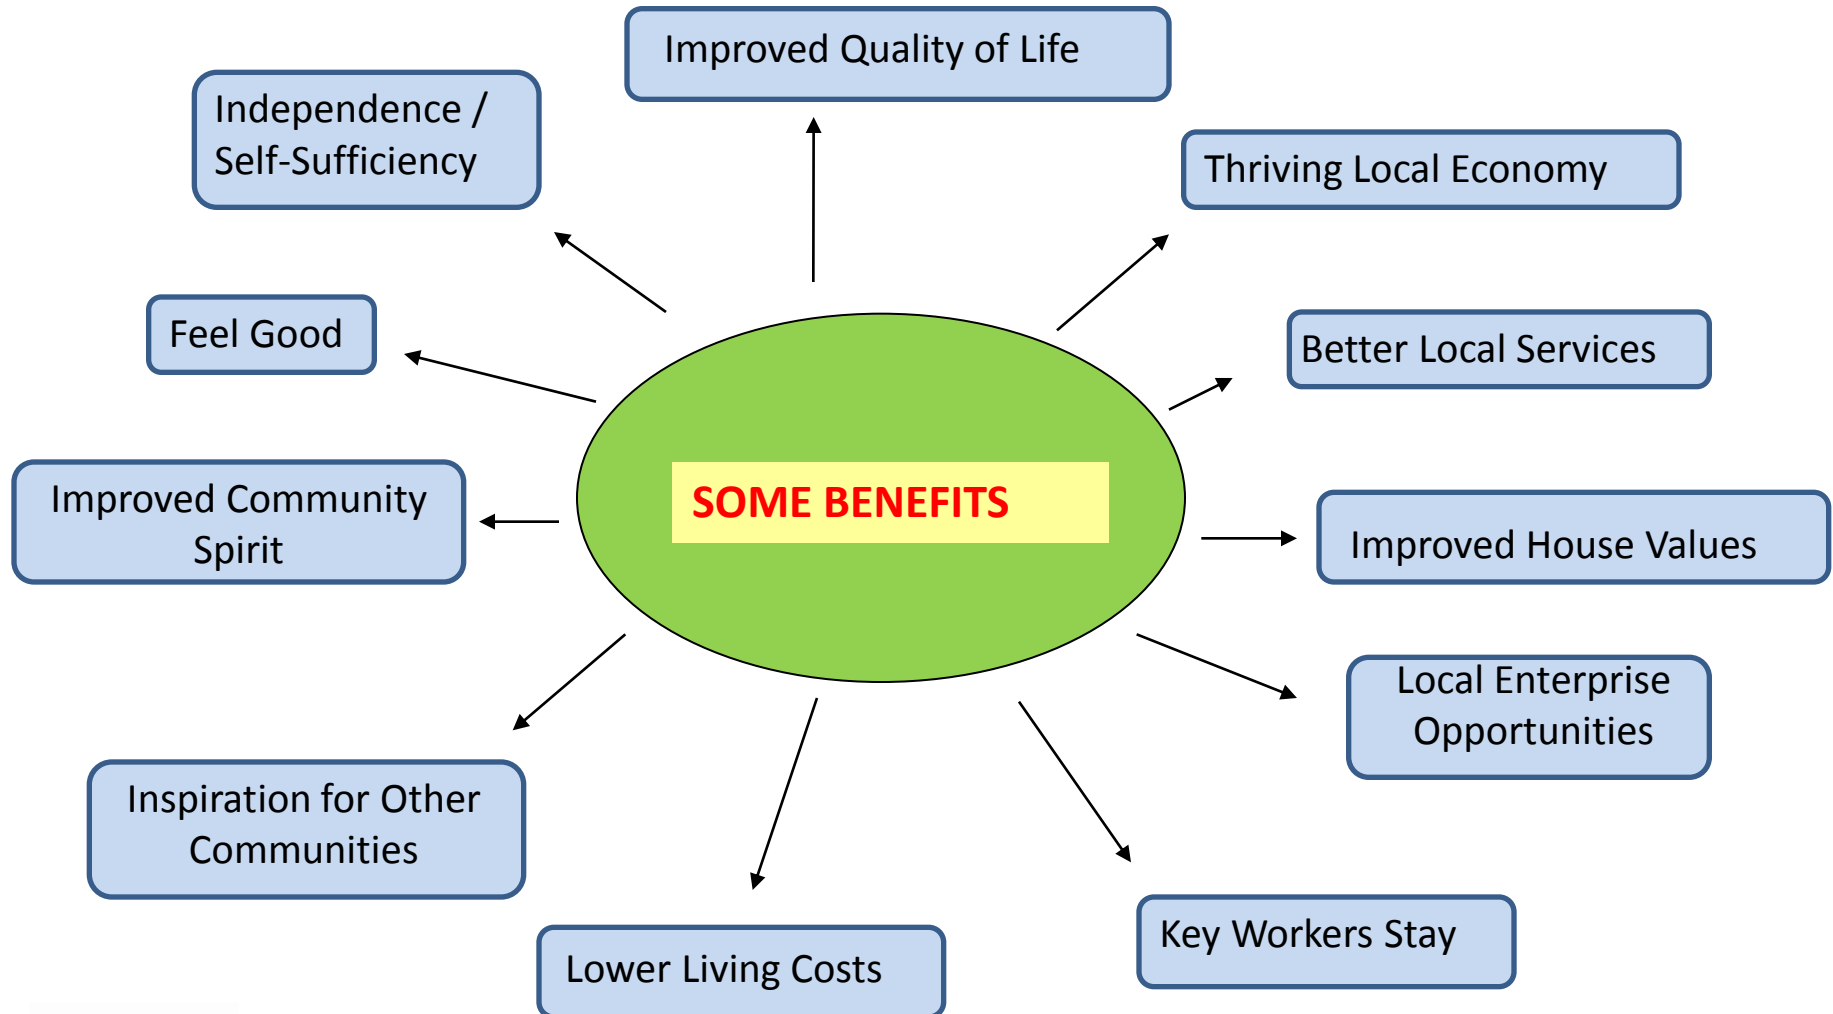 Improved Quality of Life
Independence /
Self-Sufficiency
Thriving Local Economy
Feel Good
Better Local Services
Improved Community
Spirit
SOME BENEFITS
Improved House Values
Local Enterprise
Opportunities
Inspiration for Other
Communities
Key Workers Stay
Lower Living Costs